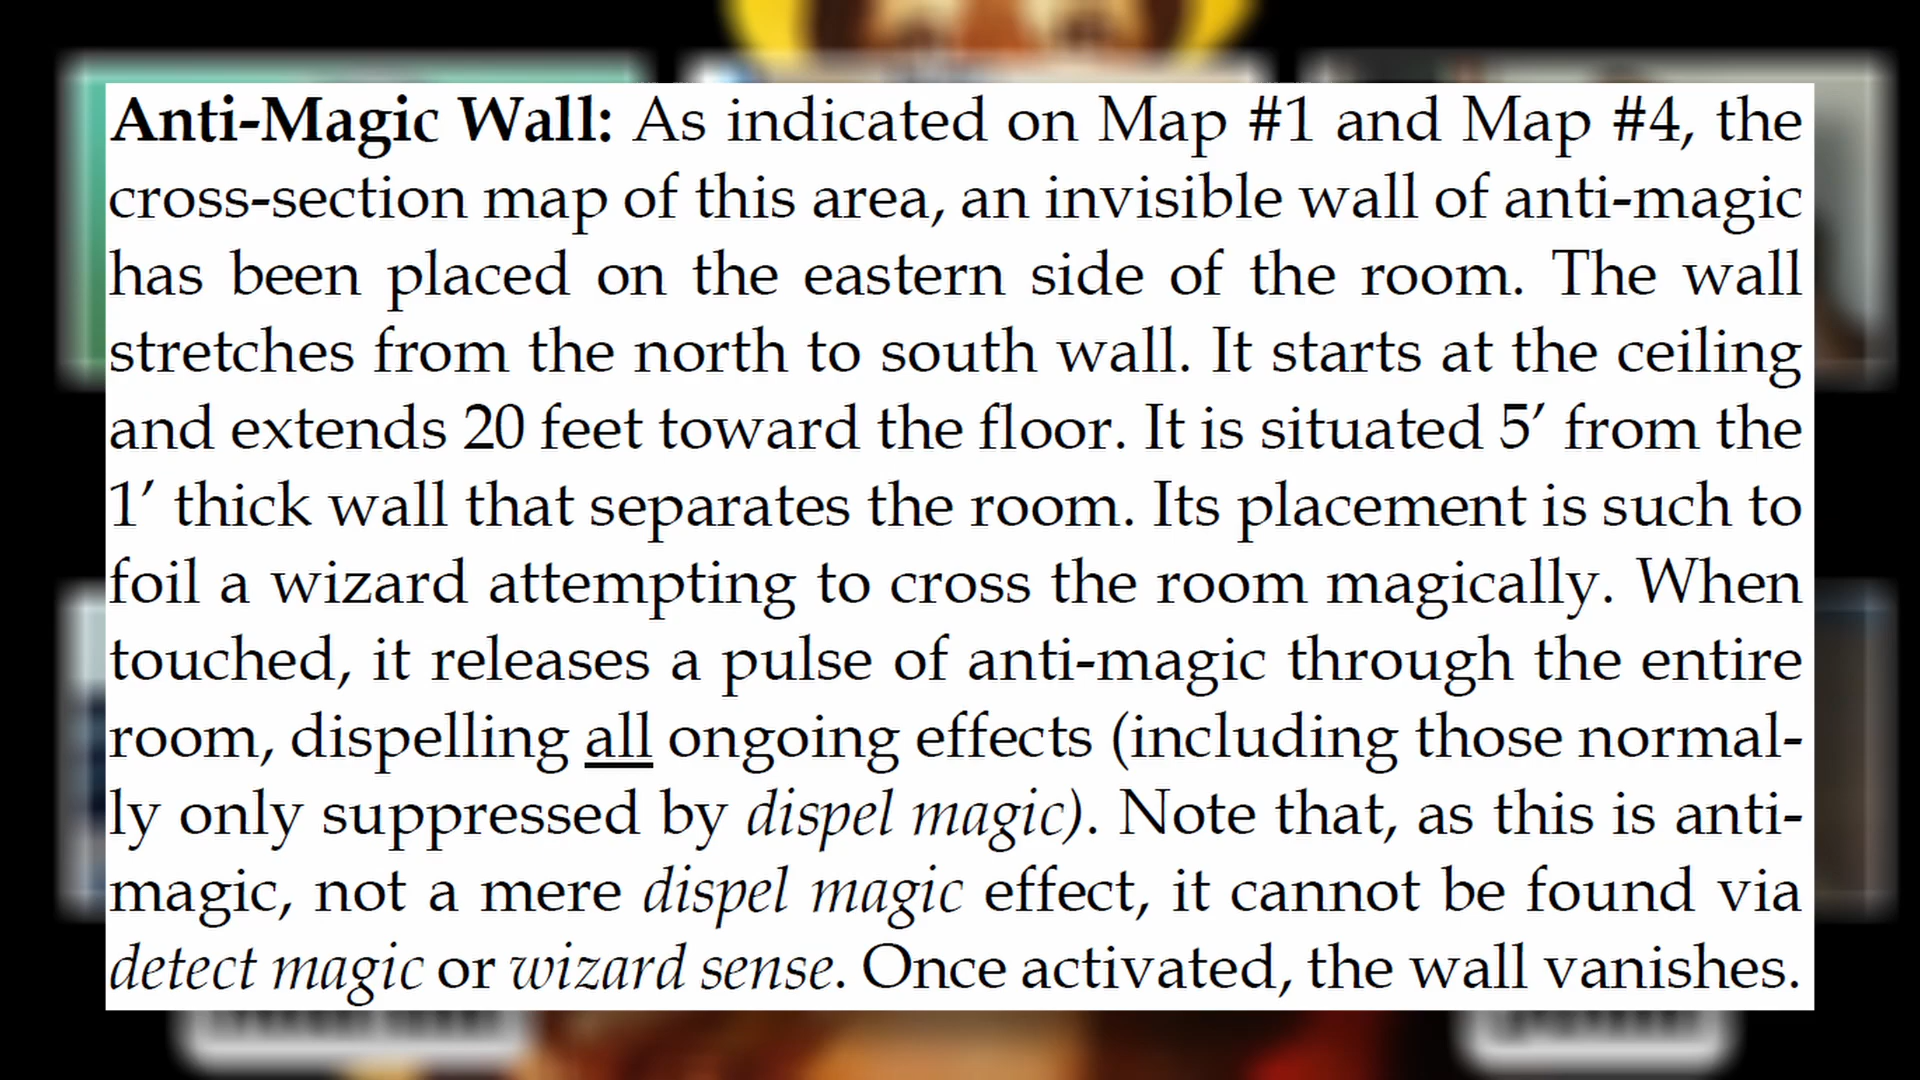 Anti-Magic Wall: As indicated on Map #1 and Map #4, the
cross-section map of this area, an invisible wall of anti-magic
has been placed on the eastern side of the room. The wall
stretches from the north to south wall. It starts at the ceiling
and extends 20 feet toward the floor. It is situated 5′ from the
1′ thick wall that separates the room. Its placement is such to
foil a wizard attempting to cross the room magically. When
touched, it releases a pulse of anti-magic through the entire
room, dispelling all ongoing effects (including those normal-
ly only suppressed by dispel magic). Note that, as this is anti-
magic, not a mere dispel magic effect, it cannot be found via
detect magic or wizard sense. Once activated, the wall vanishes.